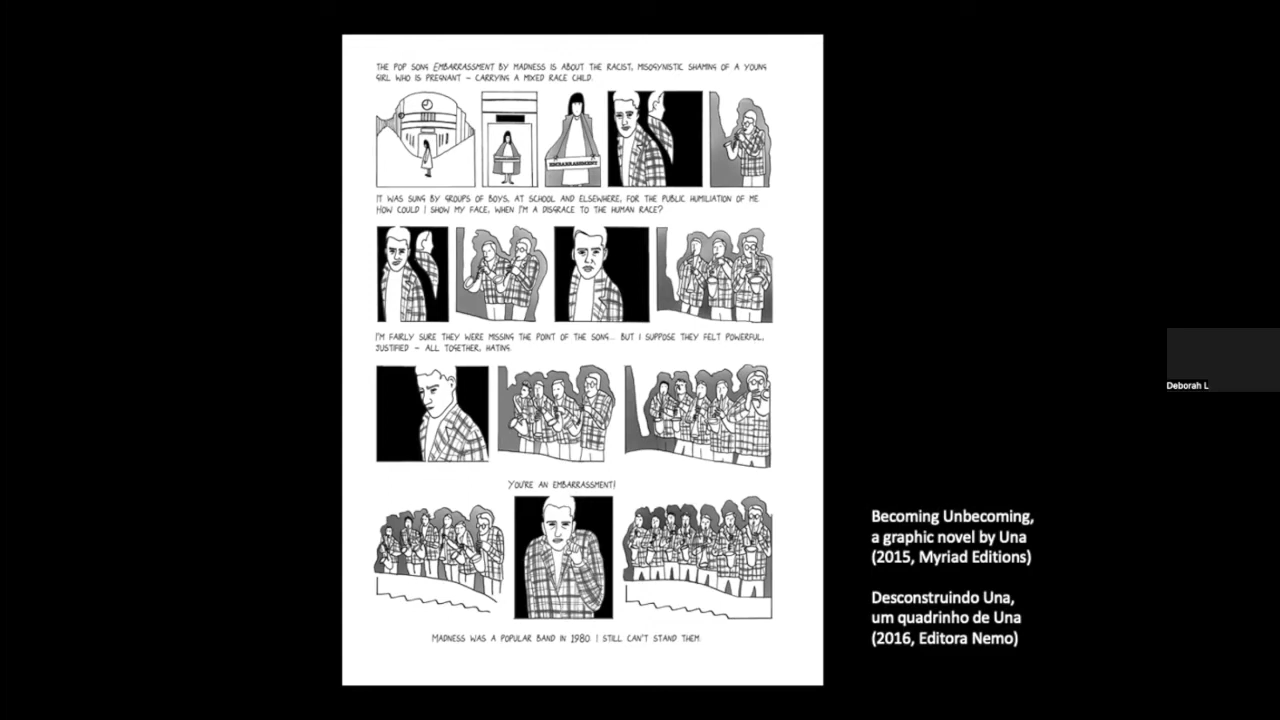 THE POP SONG EMBARRASSMENT BY MADNESS IS ABOUT THE RACIST, MISOGYNISTIC SHAMING OF A YOUNG
GIRL WHO IS PREGNANT – CARRYING A MIXED RACE CHILD.
EMBARRASSMENT
IT WAS SUNG BY GROUPS OF BOYS, AT SCHOOL AND ELSEWHERE, FOR THE PUBLIC HUMILIATION OF ME.
HOW COULD I SHOW MY FACE, WHEN I'M A DISGRACE TO THE HUMAN RACE?
I'M FAIRLY SURE THEY WERE MISSING THE POINT OF THE SONG... BUT I SUPPOSE THEY FELT POWERFUL,
JUSTIFIED – ALL TOGETHER, HATING.
YOU'RE AN EMBARRASSMENT!
MADNESS WAS A POPULAR BAND IN 1980. I STILL CAN'T STAND THEM.
Becoming Unbecoming,
a graphic novel by Una
(2015, Myriad Editions)
Desconstruindo Una,
um quadrinho de Una
(2016, Editora Nemo)
Deborah L